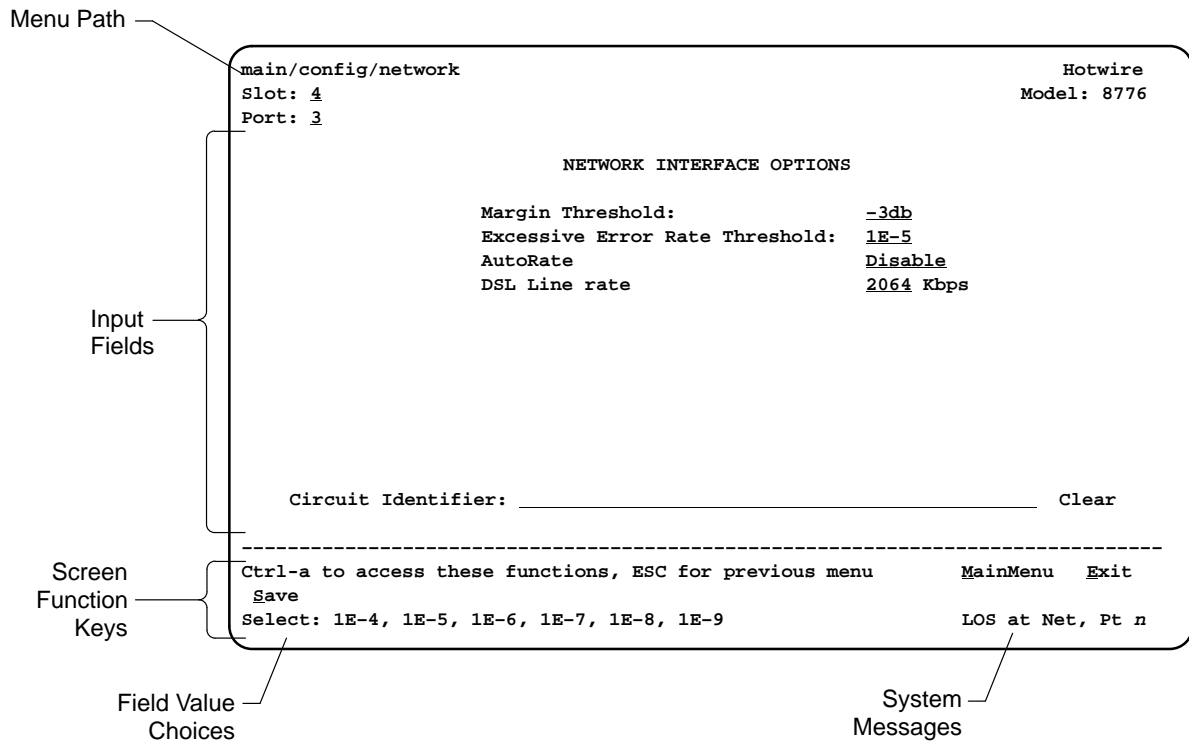 Menu Path
main/config/network Hotwire
Slot: 4 Model: 8776
Port: 3
NETWORK INTERFACE OPTIONS
Margin Threshold: -3db
Excessive Error Rate Threshold: 1E-5
AutoRate Disable
DSL Line rate 2064 Kbps
Input
Fields
Circuit Identifier: Clear
Screen
Function
Keys
Ctrl-a to access these functions, ESC for previous menu MainMenu Exit
Save
Select: 1E-4, 1E-5, 1E-6, 1E-7, 1E-8, 1E-9 LOS at Net, Pt n
Field Value
Choices
System
Messages